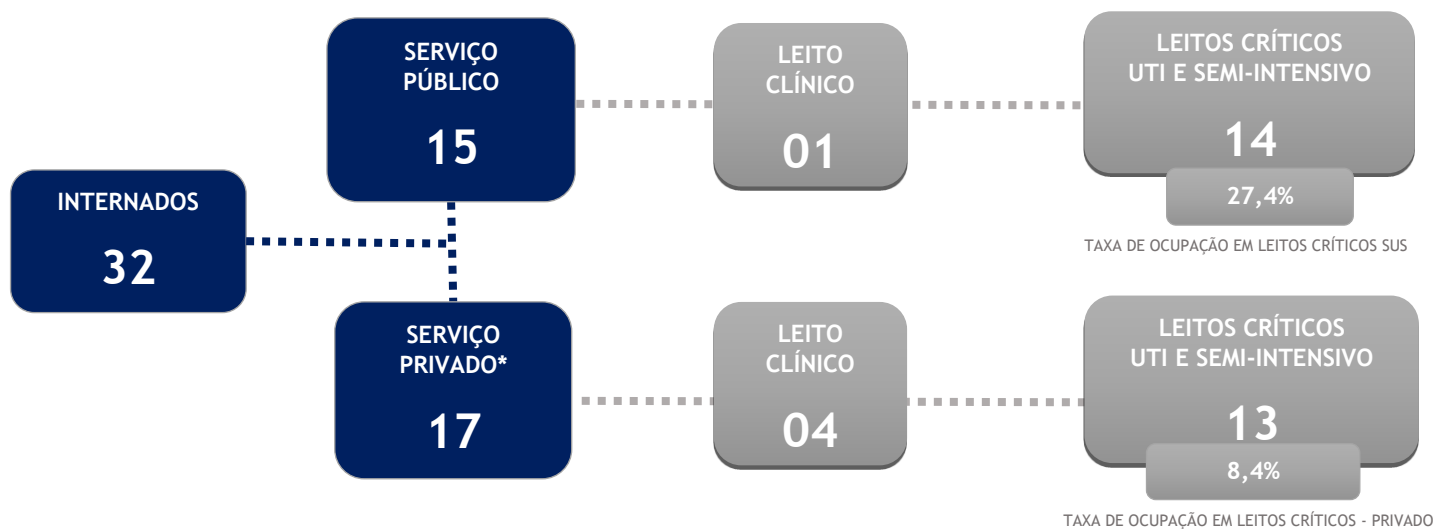 INTERNADOS
32
SERVIÇO
PÚBLICO
15
LEITO
CLÍNICO
01
LEITOS CRÍTICOS
UTI E SEMI-INTENSIVO
14
27,4%
TAXA DE OCUPAÇÃO EM LEITOS CRÍTICOS SUS
SERVIÇO
PRIVADO*
17
LEITO
CLÍNICO
04
LEITOS CRÍTICOS
UTI E SEMI-INTENSIVO
13
8,4%
TAXA DE OCUPAÇÃO EM LEITOS CRÍTICOS - PRIVADO